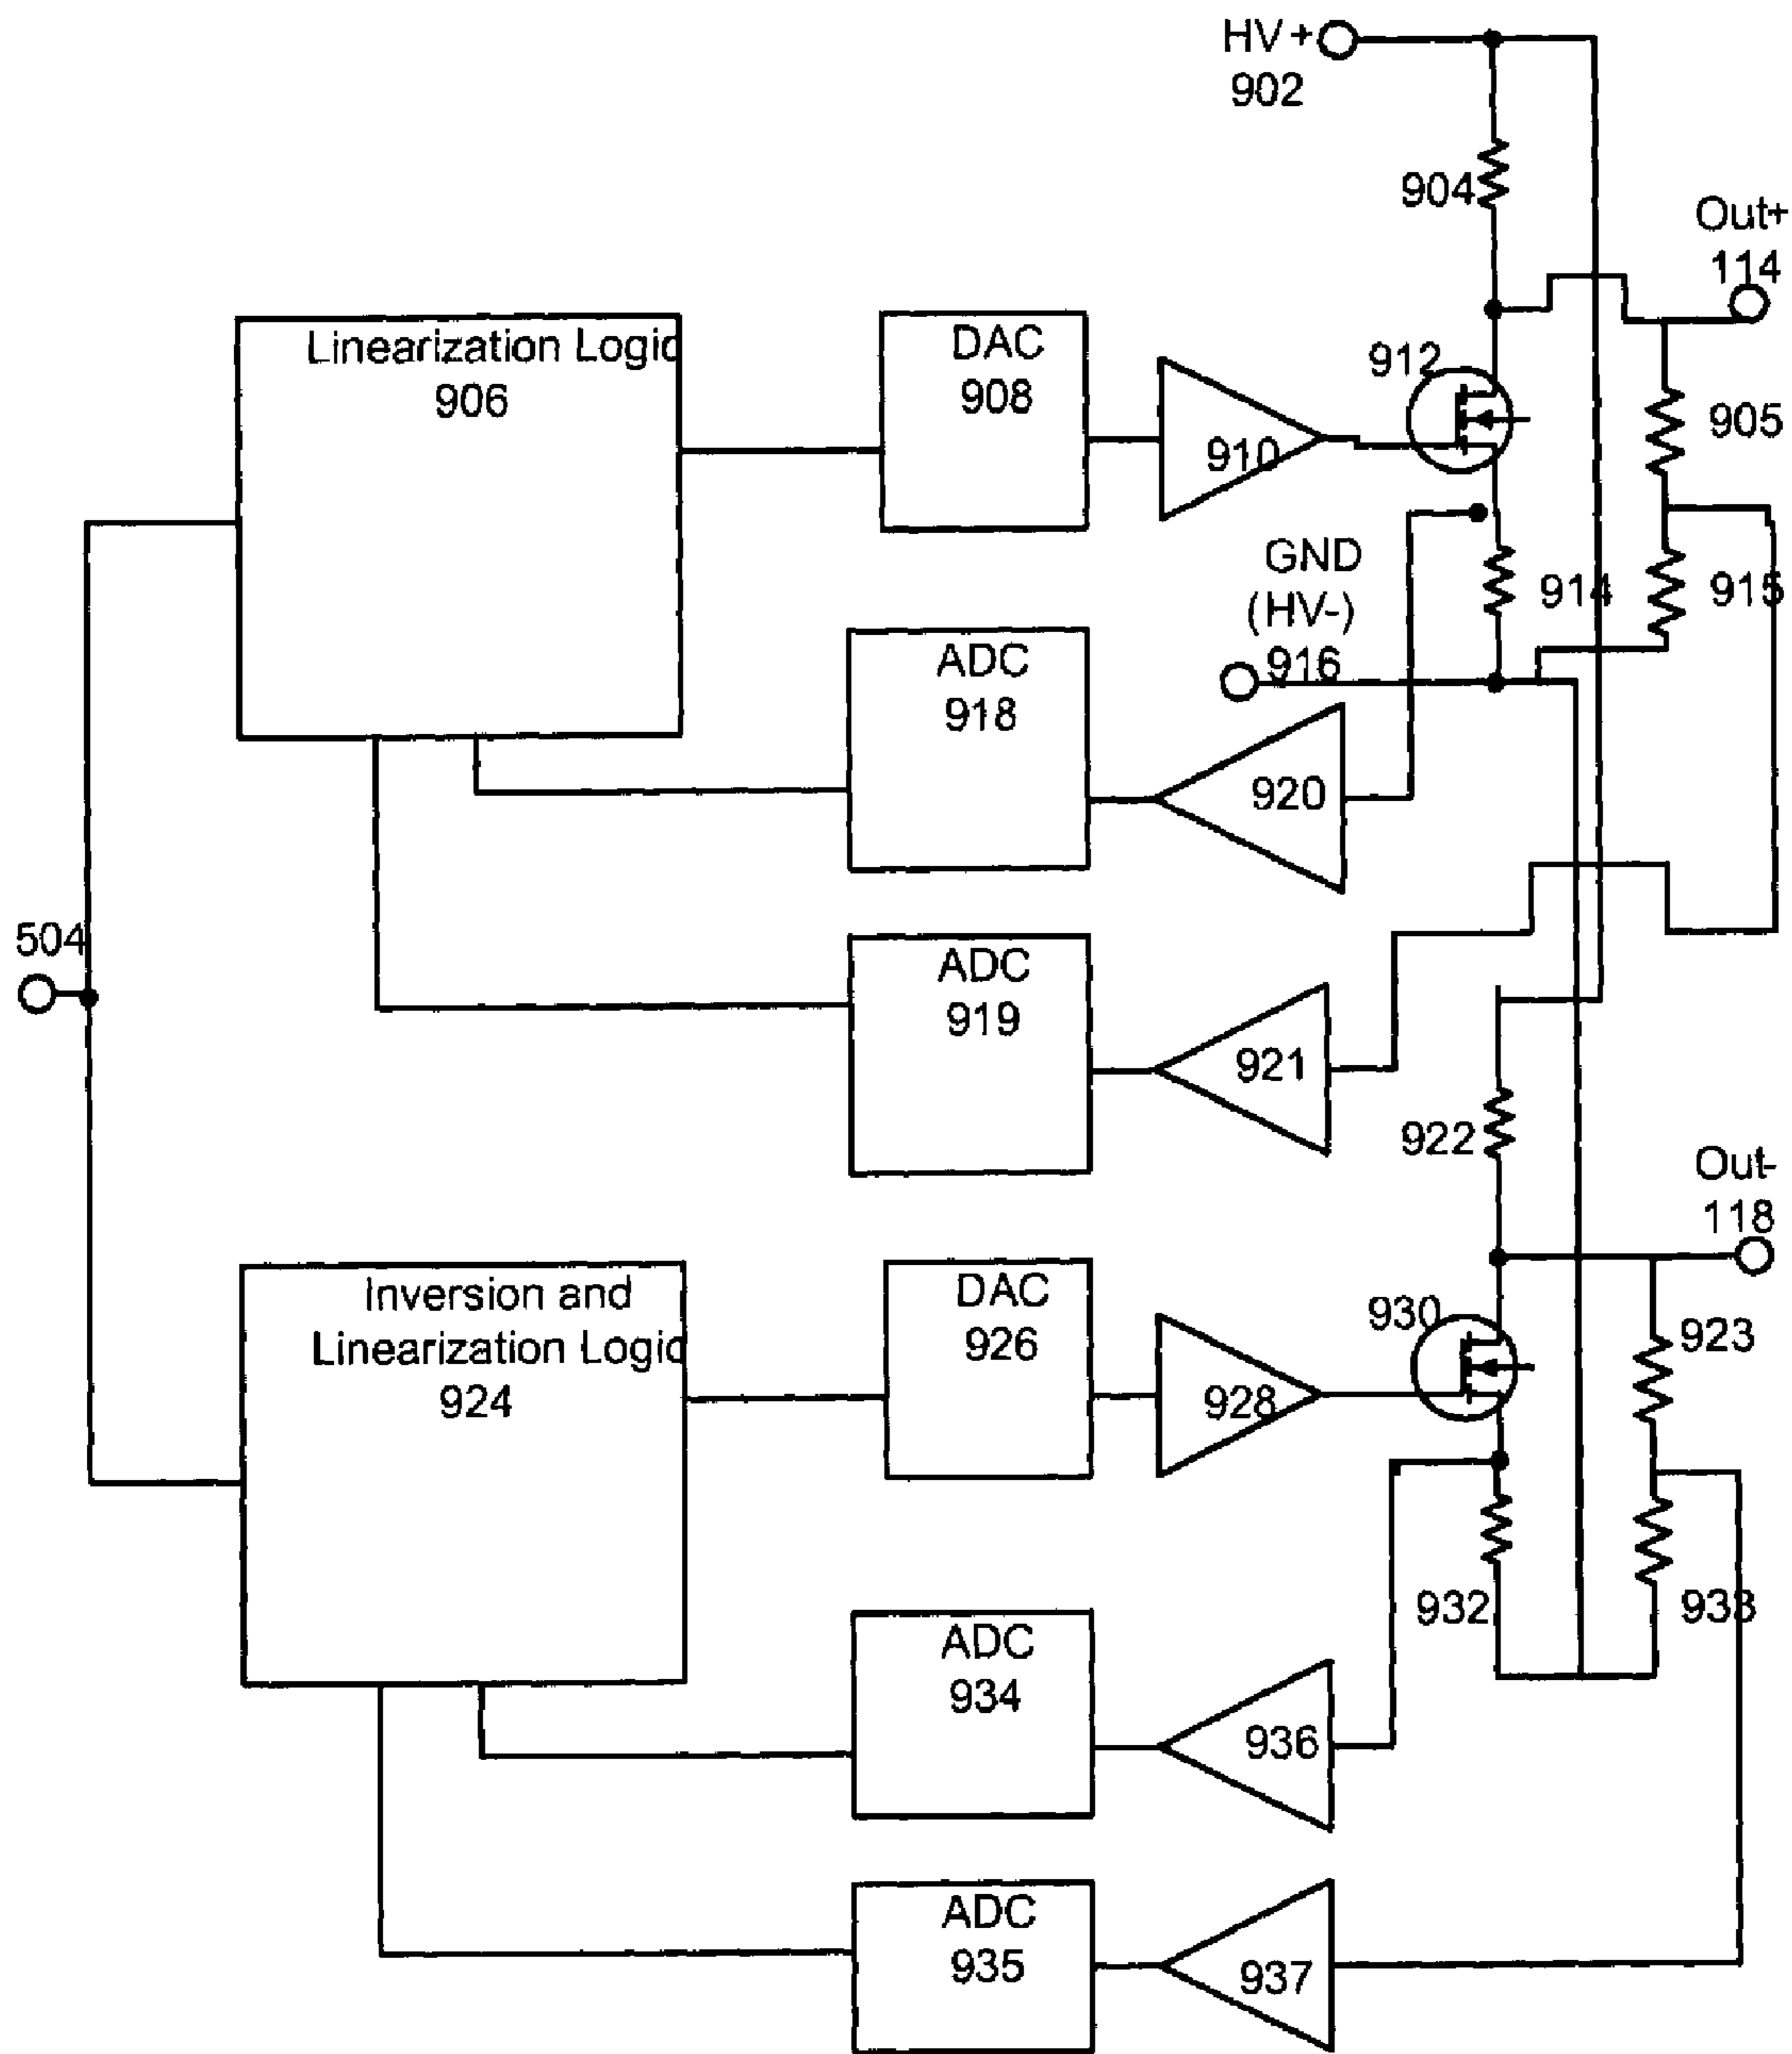 HV+
902
904
Out+
114
Linearization Logic
906
DAC
908
910
912
905
GND
(HV-)
916
914
915
ADC
918
920
504
ADC
919
921
922
Out-
118
Inversion and
Linearization Logic
924
DAC
926
928
930
923
932
933
ADC
934
936
ADC
935
937